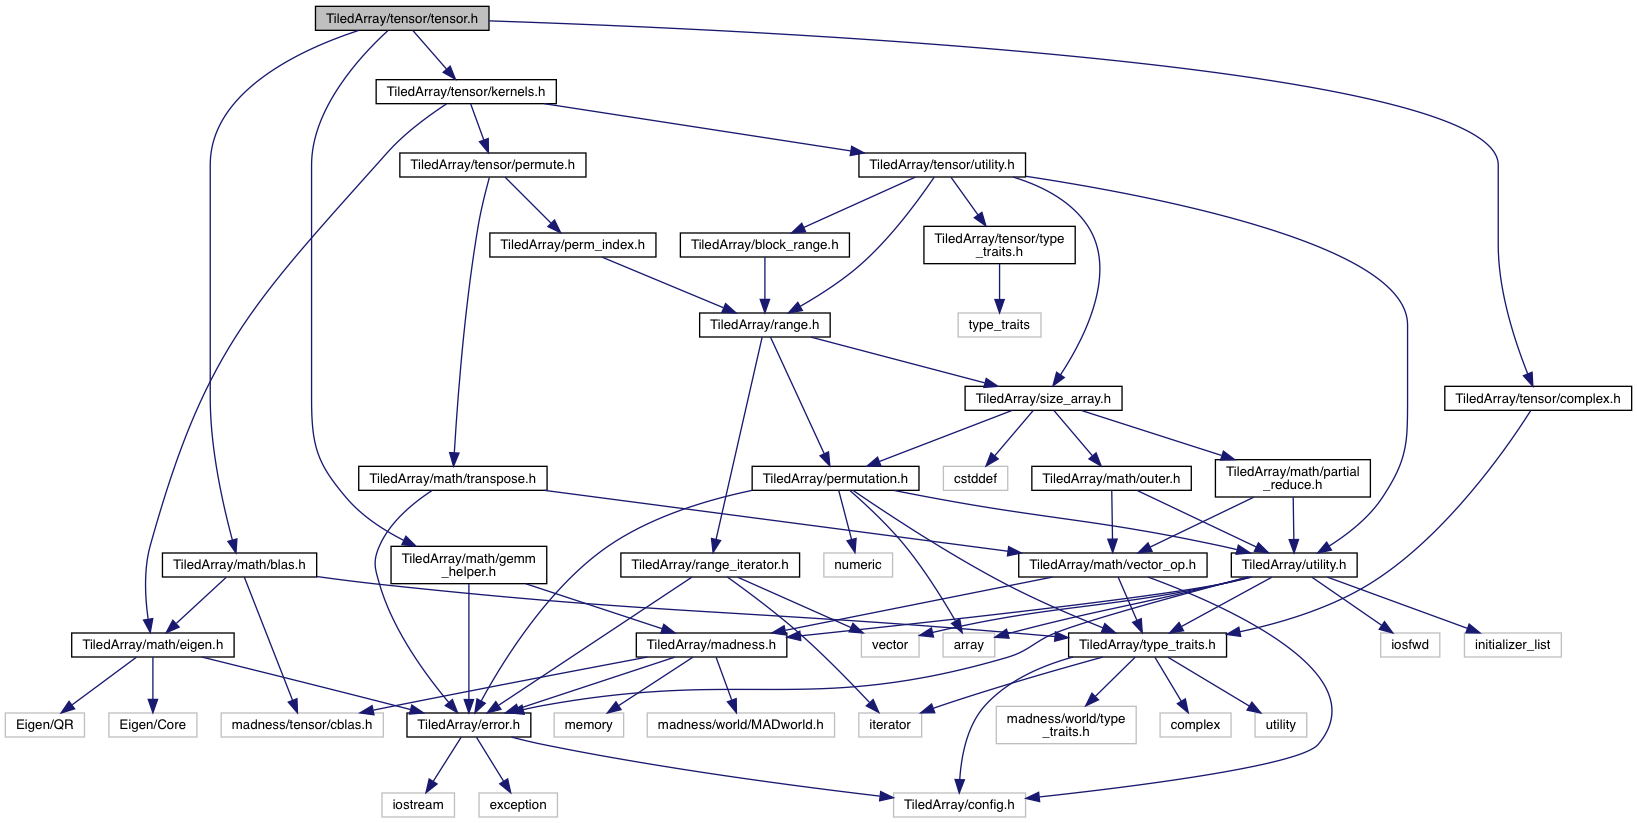 TiledArray/tensor/tensor.h
TiledArray/tensor/kernels.h
TiledArray/tensor/permute.h
TiledArray/tensor/utility.h
TiledArray/perm_index.h
TiledArray/block_range.h
TiledArray/tensor/type
_traits.h
TiledArray/range.h
type_traits
TiledArray/size_array.h
TiledArray/tensor/complex.h
TiledArray/math/transpose.h
TiledArray/permutation.h
cstddef
TiledArray/math/outer.h
TiledArray/math/partial
_reduce.h
TiledArray/math/blas.h
TiledArray/math/gemm
_helper.h
TiledArray/range_iterator.h
numeric
TiledArray/math/vector_op.h
TiledArray/utility.h
TiledArray/math/eigen.h
TiledArray/madness.h
vector
array
TiledArray/type_traits.h
iosfwd
initializer_list
Eigen/QR
Eigen/Core
madness/tensor/cblas.h
TiledArray/error.h
memory
madness/world/MADworld.h
iterator
madness/world/type
_traits.h
complex
utility
iostream
exception
TiledArray/config.h